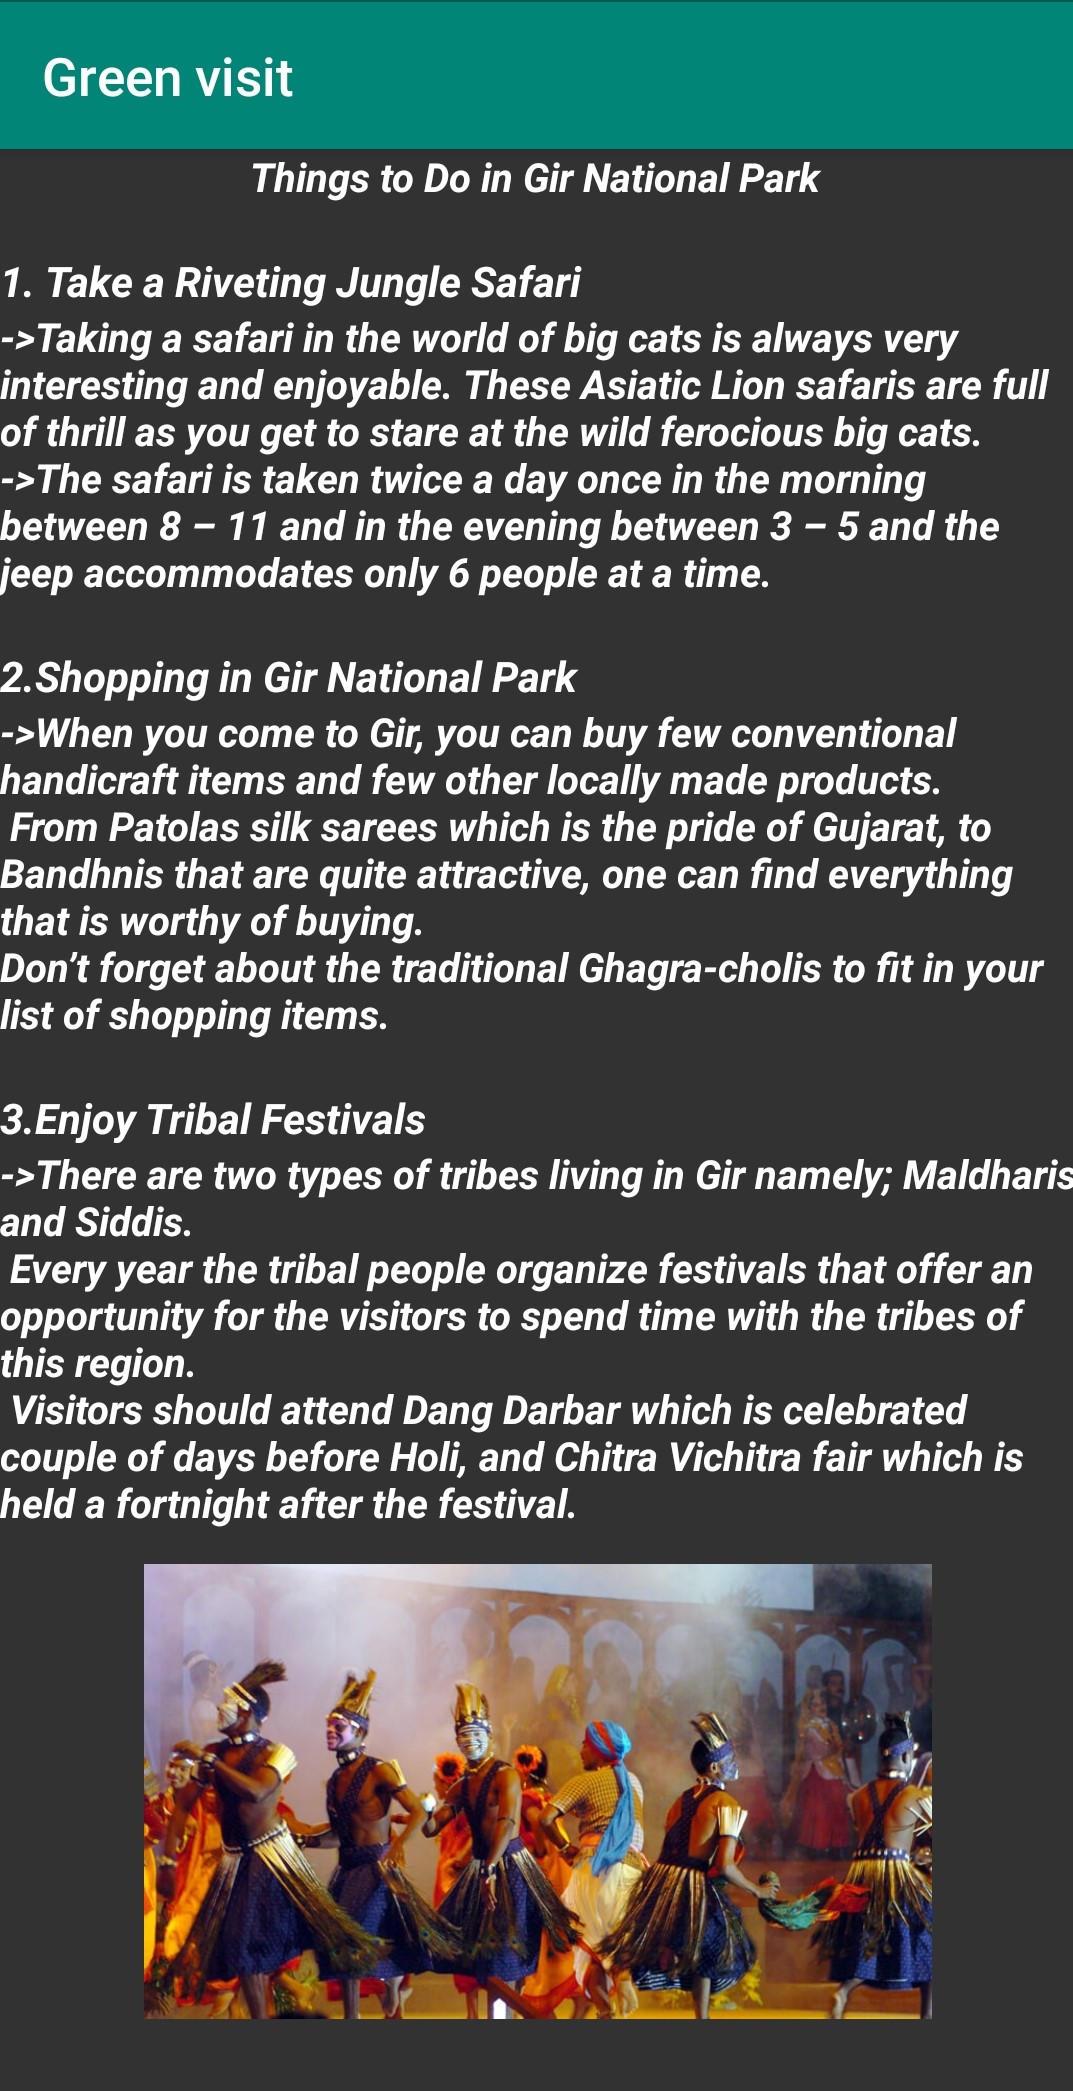 Green visit
Things to Do in Gir National Park
1. Take a Riveting Jungle Safari
->Taking a safari in the world of big cats is always very
interesting and enjoyable. These Asiatic Lion safaris are full
of thrill as you get to stare at the wild ferocious big cats.
->The safari is taken twice a day once in the morning
between 8 – 11 and in the evening between 3 – 5 and the
jeep accommodates only 6 people at a time.
2.Shopping in Gir National Park
->When you come to Gir, you can buy few conventional
handicraft items and few other locally made products.
From Patolas silk sarees which is the pride of Gujarat, to
Bandhnis that are quite attractive, one can find everything
that is worthy of buying.
Don’t forget about the traditional Ghagra-cholis to fit in your
list of shopping items.
3.Enjoy Tribal Festivals
->There are two types of tribes living in Gir namely; Maldharis
and Siddis.
Every year the tribal people organize festivals that offer an
opportunity for the visitors to spend time with the tribes of
this region.
Visitors should attend Dang Darbar which is celebrated
couple of days before Holi, and Chitra Vichitra fair which is
held a fortnight after the festival.